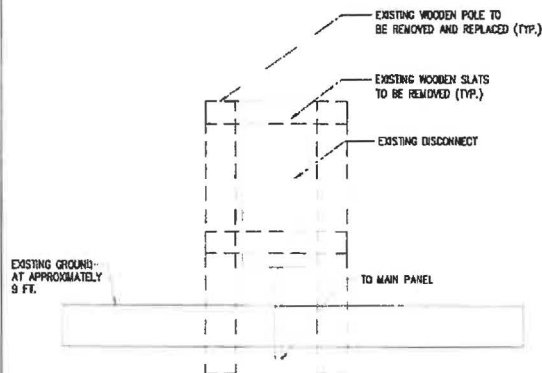 EXISTING WOODEN POLE TO
BE REMOVED AND REPLACED (TYP.)
EXISTING WOODEN SLATS
TO BE REMOVED (TYP.)
EXISTING DISCONNECT
EXISTING GROUND
AT APPROXIMATELY
9 FT.
TO MAIN PANEL